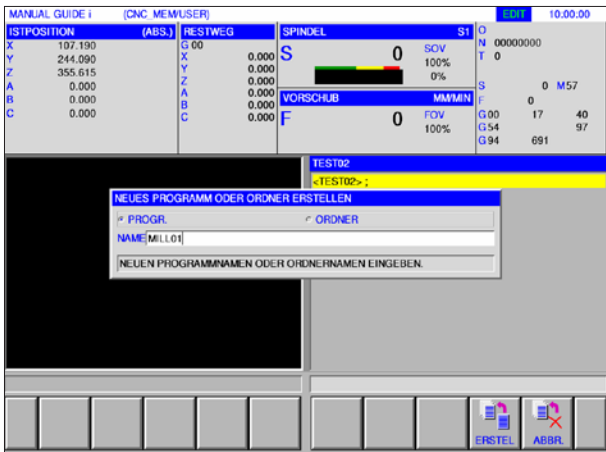 MANUAL GUIDE i (CNC_MEM/USER) EDIT 10:00:00
ISTPOSITION (ABS.)
X 107.190
Y 244.090
Z 355.615
A 0.000
B 0.000
C 0.000
RESTWEG
G 00
X 0.000
Y 0.000
Z 0.000
A 0.000
B 0.000
C 0.000
SPINDEL S1
S 0 SOV
100%
0%
VORSCHUB MM/MIN
F 0 FOV
100%
O
N 00000000
T 0
S 0 M57
F 0
G00 17 40
G54 97
G94 691
TEST02
<TEST02> ;
NEUES PROGRAMM ODER ORDNER ERSTELLEN
PROGR. ORDNER
NAME MILL01
NEUEN PROGRAMMNAMEN ODER ORDNERNAMEN EINGEBEN.
ERSTEL ABBR.